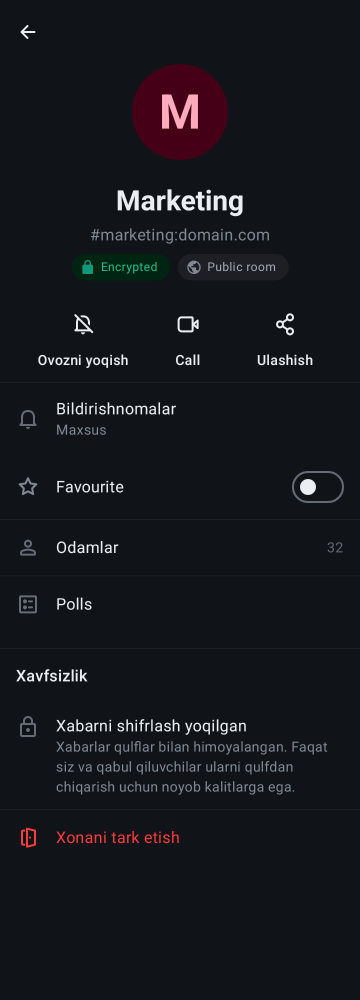 M
Marketing
#marketing:domain.com
Encrypted Public room
Ovozni yoqish Call Ulashish
Bildirishnomalar
Maxsus
Favourite
Odamlar 32
Polls
Xavfsizlik
Xabarni shifrlash yoqilgan
Xabarlar qulflar bilan himoyalangan. Faqat
siz va qabul qiluvchilar ularni qulfdan
chiqarish uchun noyob kalitlarga ega.
Xonani tark etish